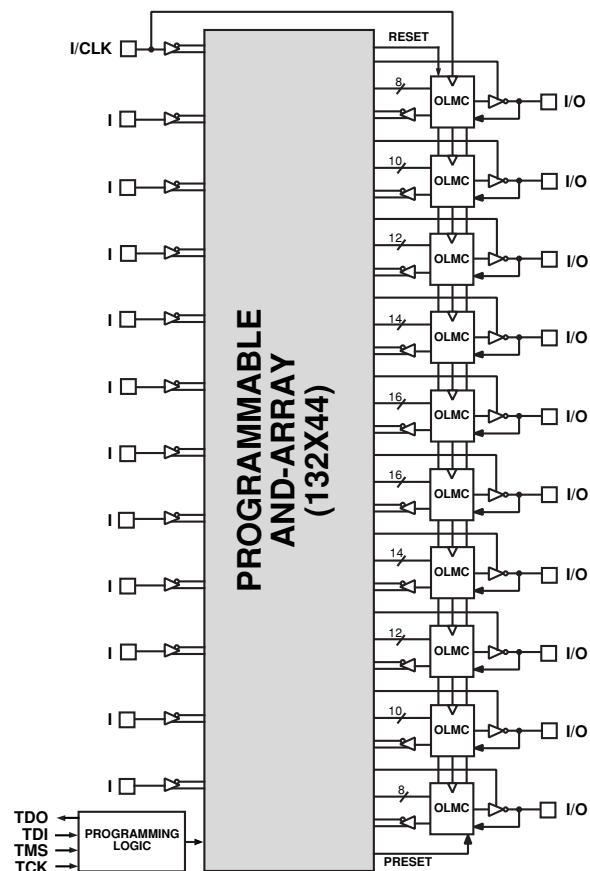 RESET
I/CLK
8
OLMC
I/O
I
10
OLMC
I/O
I
12
OLMC
I/O
I
14
OLMC
I/O
I
16
OLMC
I/O
I
16
OLMC
I/O
I
14
OLMC
I/O
I
12
OLMC
I/O
I
10
OLMC
I/O
I
8
OLMC
I/O
I
I
PROGRAMMABLE
AND-ARRAY
(132X44)
TDO
TDI
TMS
TCK
PROGRAMMING
LOGIC
PRESET